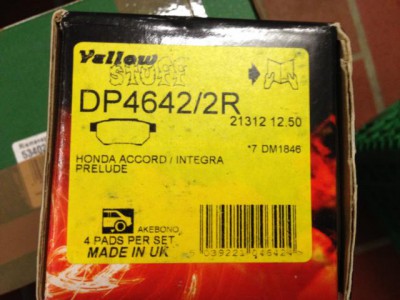 Yellow
STUFF
DP4642/2R
21312 12.50
*7 DM1846
HONDA ACCORD / INTEGRA
PRELUDE
AKEBONO
4 PADS PER SET
MADE IN UK